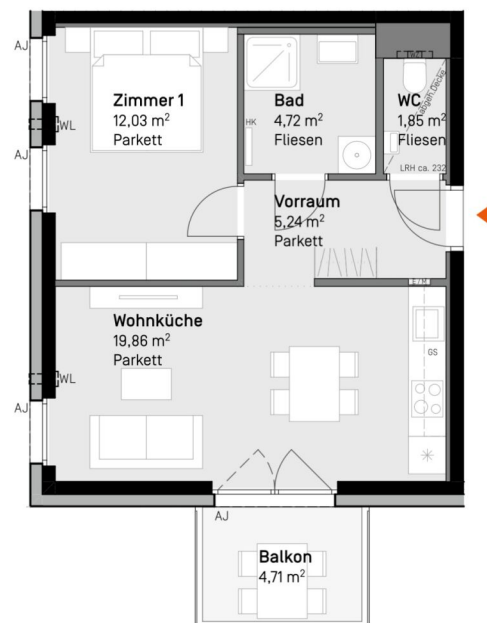 AJ
Zimmer 1
12,03 m²
Parkett
WL
AJ
Bad
4,72 m²
Fliesen
HK
WC
1,85 m²
Fliesen
abgeh.Decke
LRH ca. 232
Vorraum
5,24 m²
Parkett
E/M
Wohnküche
19,86 m²
Parkett
GS
WL
AJ
AJ
Balkon
4,71 m²